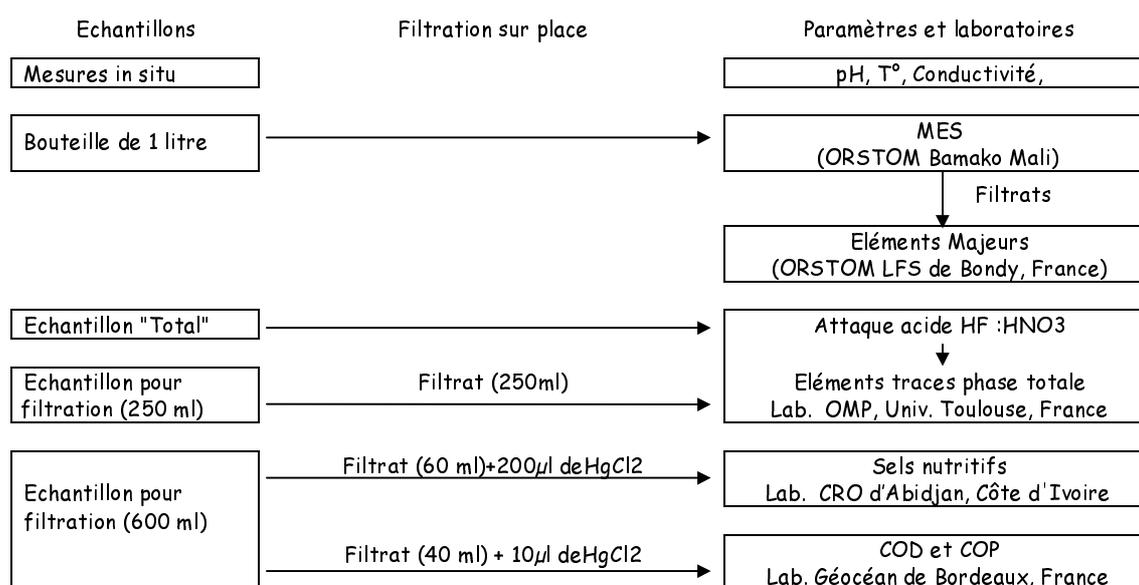 Echantillons
Filtration sur place
Paramètres et laboratoires
Mesures in situ
pH, T°, Conductivité,
Bouteille de 1 litre
MES
(ORSTOM Bamako Mali)
Filtrats
Eléments Majeurs
(ORSTOM LFS de Bondy, France)
Echantillon "Total"
Attaque acide HF :HNO3
Echantillon pour
filtration (250 ml)
Filtrat (250ml)
Eléments traces phase totale
Lab. OMP, Univ. Toulouse, France
Echantillon pour
filtration (600 ml)
Filtrat (60 ml)+200µl deHgCl2
Sels nutritifs
Lab. CRO d'Abidjan, Côte d'Ivoire
Filtrat (40 ml) + 10µl deHgCl2
COD et COP
Lab. Géocéan de Bordeaux, France